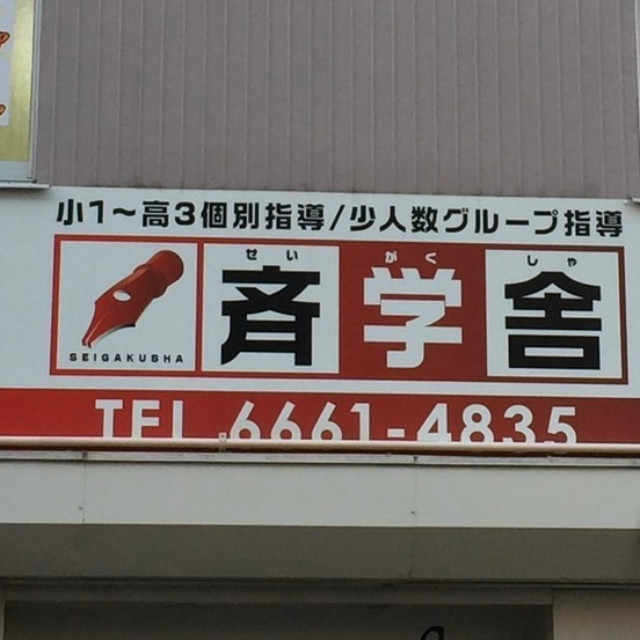 小1～高3個別指導/少人数グループ指導
せいがくしゃ
斉学舎
SEIGAKUSHA
TEL 6661-4835